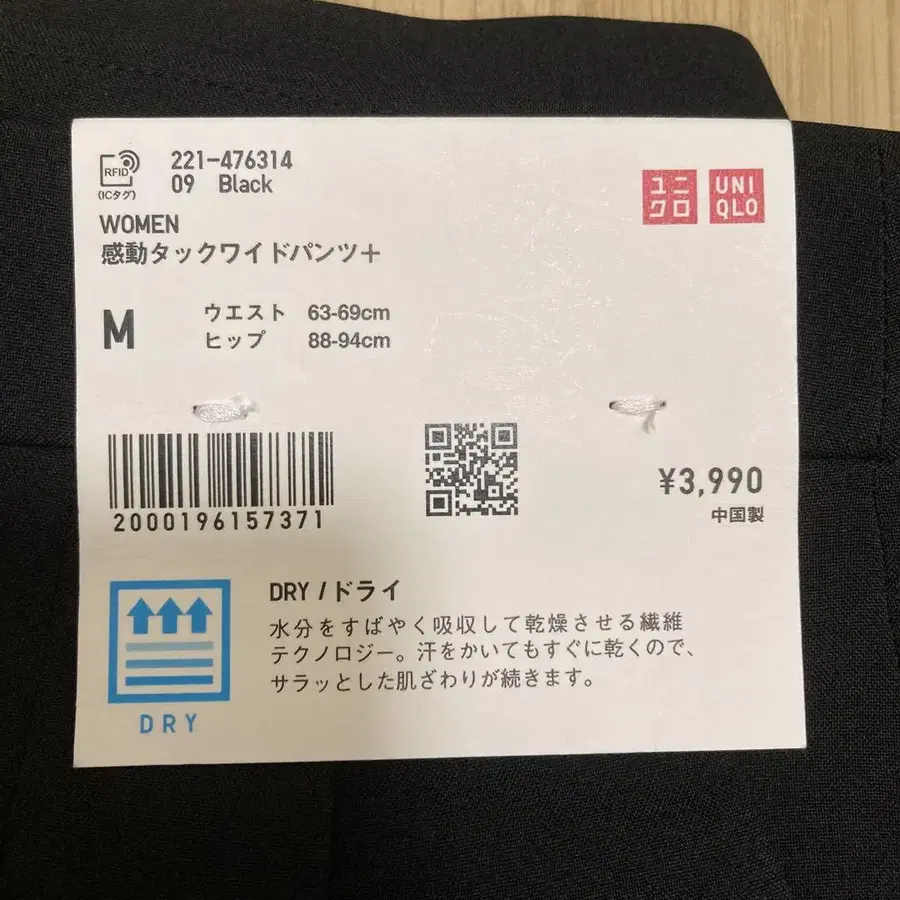 RFID
(ICタグ)
221-476314
09 Black
WOMEN
感動タックワイドパンツ+
ユニ
クロ
UNI
QLO
M
ウエスト 63-69cm
ヒップ 88-94cm
2000196157371
¥3,990
中国製
DRY
DRY / ドライ
水分をすばやく吸収して乾燥させる繊維
テクノロジー。汗をかいてもすぐに乾くので、
サラッとした肌ざわりが続きます。